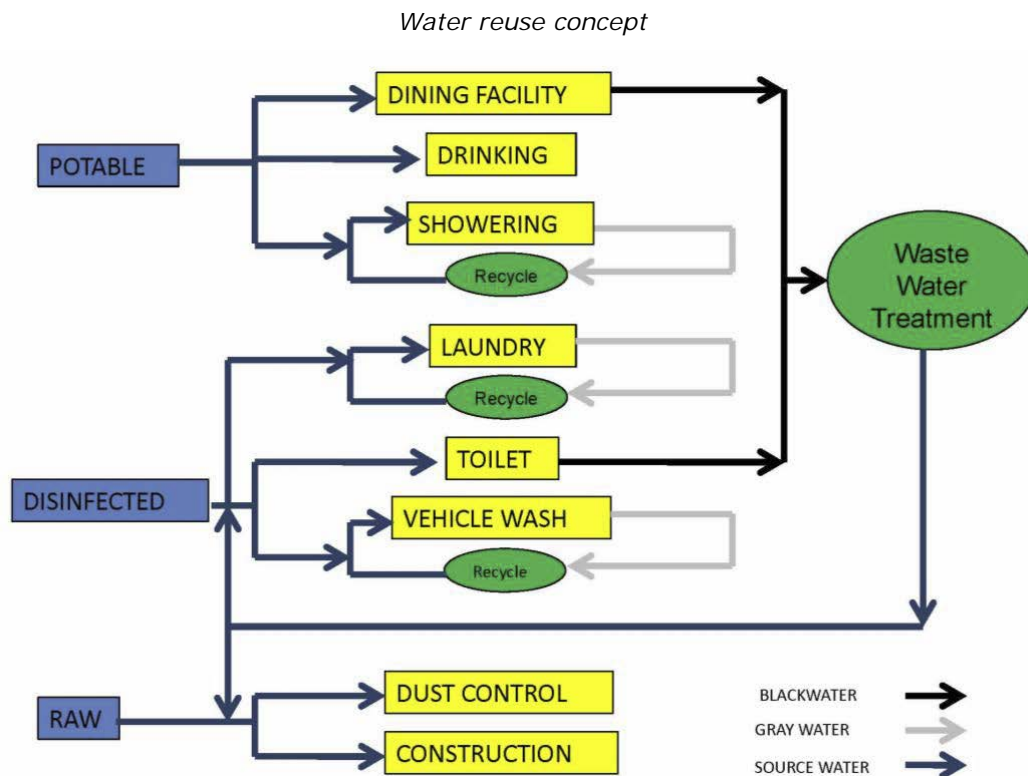 Water reuse concept
DINING FACILITY
POTABLE
DRINKING
SHOWERING
Recycle
Waste
Water
Treatment
LAUNDRY
Recycle
TOILET
DISINFECTED
VEHICLE WASH
Recycle
DUST CONTROL
RAW
CONSTRUCTION
BLACKWATER
GRAY WATER
SOURCE WATER